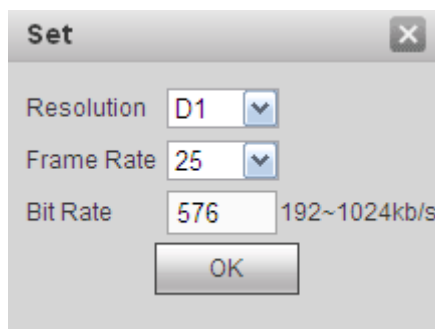 Set
Resolution D1
Frame Rate 25
Bit Rate 576 192~1024kb/s
OK